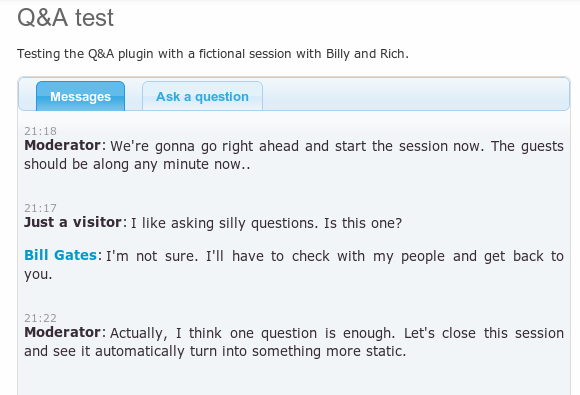 Q&A test
Testing the Q&A plugin with a fictional session with Billy and Rich.
Messages
Ask a question
21:18
Moderator: We're gonna go right ahead and start the session now. The guests
should be along any minute now..
21:17
Just a visitor: I like asking silly questions. Is this one?
Bill Gates: I'm not sure. I'll have to check with my people and get back to
you.
21:22
Moderator: Actually, I think one question is enough. Let's close this session
and see it automatically turn into something more static.